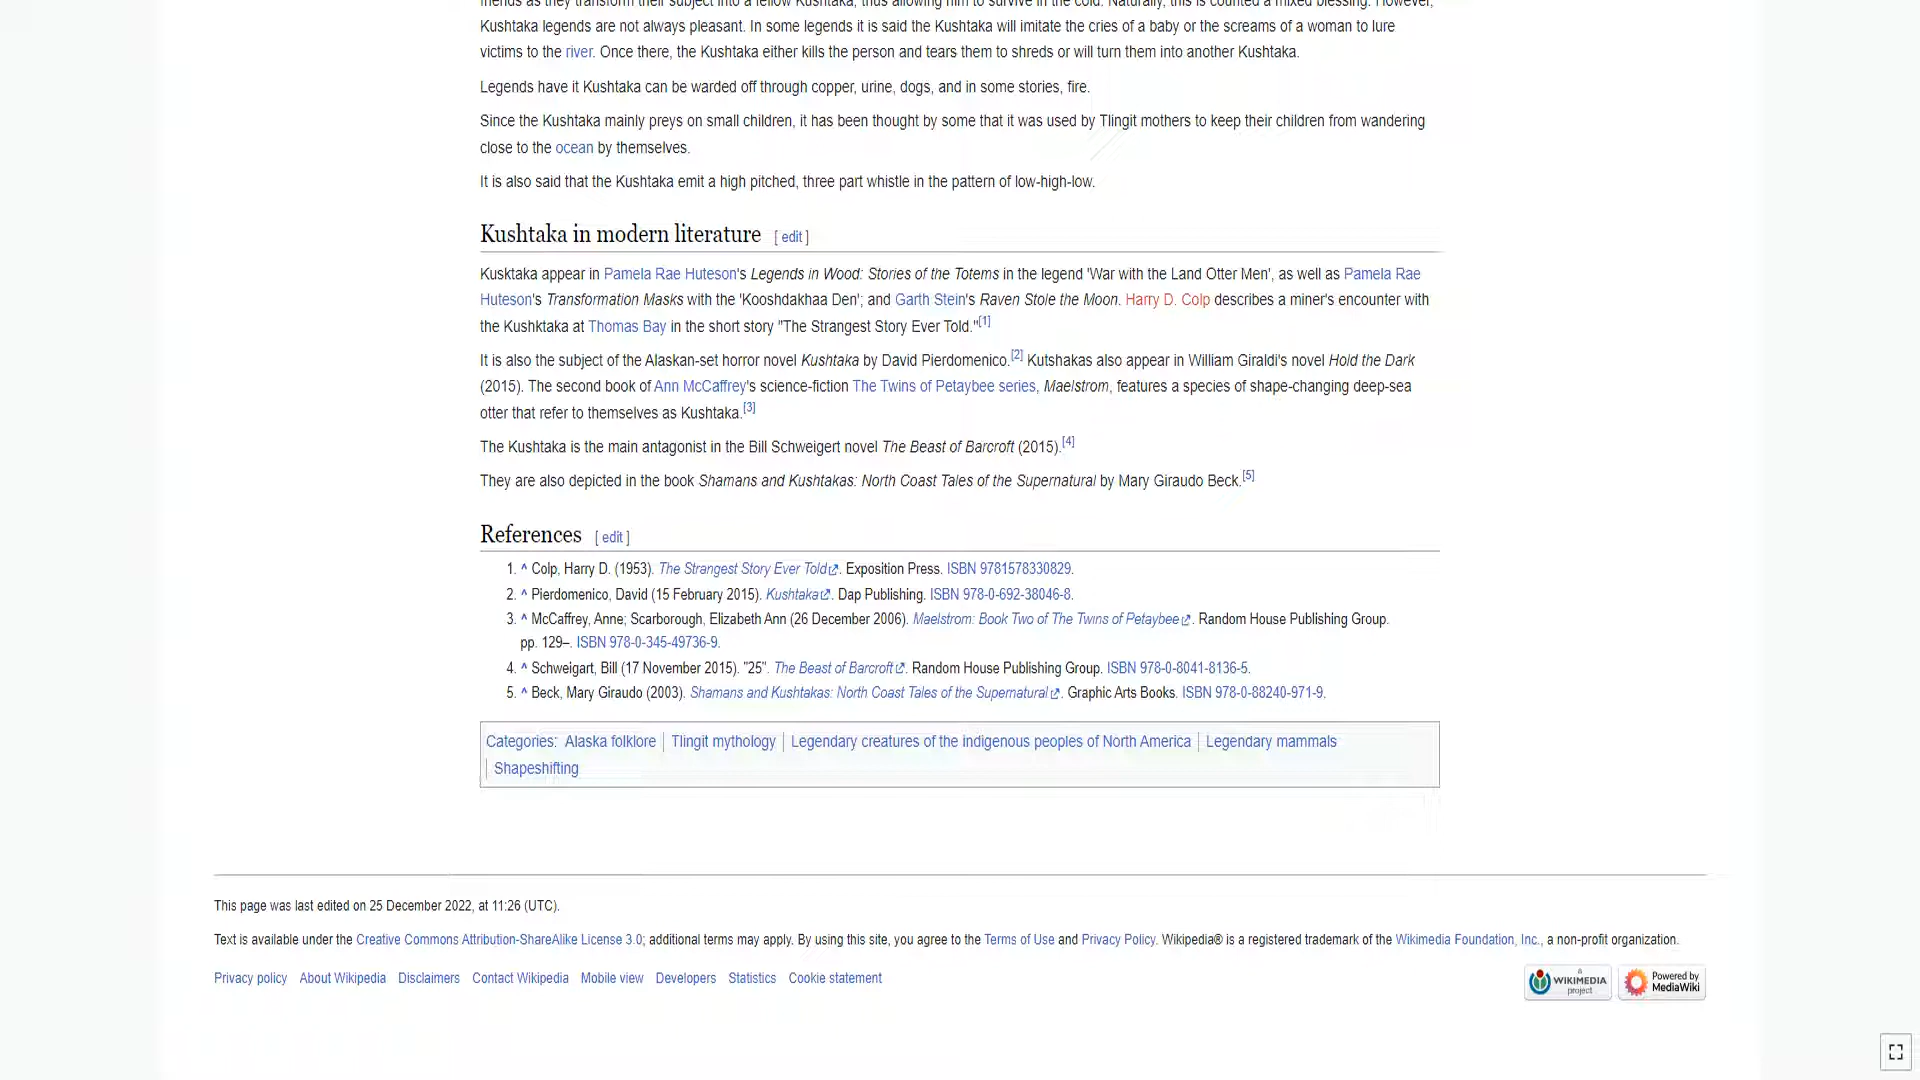 friends as they transform their subject into a fellow Kushtaka, thus allowing him to survive in the cold. Naturally, this is counted a mixed blessing. However,
Kushtaka legends are not always pleasant. In some legends it is said the Kushtaka will imitate the cries of a baby or the screams of a woman to lure
victims to the river. Once there, the Kushtaka either kills the person and tears them to shreds or will turn them into another Kushtaka.
Legends have it Kushtaka can be warded off through copper, urine, dogs, and in some stories, fire.
Since the Kushtaka mainly preys on small children, it has been thought by some that it was used by Tlingit mothers to keep their children from wandering
close to the ocean by themselves.
It is also said that the Kushtaka emit a high pitched, three part whistle in the pattern of low-high-low.
Kushtaka in modern literature [ edit ]
Kusktaka appear in Pamela Rae Huteson's Legends in Wood: Stories of the Totems in the legend 'War with the Land Otter Men', as well as Pamela Rae
Huteson's Transformation Masks with the 'Kooshdakhaa Den'; and Garth Stein's Raven Stole the Moon. Harry D. Colp describes a miner's encounter with
the Kushktaka at Thomas Bay in the short story "The Strangest Story Ever Told."[1]
It is also the subject of the Alaskan-set horror novel Kushtaka by David Pierdomenico.[2] Kutshakas also appear in William Giraldi's novel Hold the Dark
(2015). The second book of Ann McCaffrey's science-fiction The Twins of Petaybee series, Maelstrom, features a species of shape-changing deep-sea
otter that refer to themselves as Kushtaka.[3]
The Kushtaka is the main antagonist in the Bill Schweigert novel The Beast of Barcroft (2015).[4]
They are also depicted in the book Shamans and Kushtakas: North Coast Tales of the Supernatural by Mary Giraudo Beck.[5]
References [ edit ]
1. ^ Colp, Harry D. (1953). The Strangest Story Ever Told. Exposition Press. ISBN 9781578330829.
2. ^ Pierdomenico, David (15 February 2015). Kushtaka. Dap Publishing. ISBN 978-0-692-38046-8.
3. ^ McCaffrey, Anne; Scarborough, Elizabeth Ann (26 December 2006). Maelstrom: Book Two of The Twins of Petaybee. Random House Publishing Group.
pp. 129–. ISBN 978-0-345-49736-9.
4. ^ Schweigart, Bill (17 November 2015). "25". The Beast of Barcroft. Random House Publishing Group. ISBN 978-0-8041-8136-5.
5. ^ Beck, Mary Giraudo (2003). Shamans and Kushtakas: North Coast Tales of the Supernatural. Graphic Arts Books. ISBN 978-0-88240-971-9.
Categories: Alaska folklore | Tlingit mythology | Legendary creatures of the indigenous peoples of North America | Legendary mammals
| Shapeshifting
This page was last edited on 25 December 2022, at 11:26 (UTC).
Text is available under the Creative Commons Attribution-ShareAlike License 3.0; additional terms may apply. By using this site, you agree to the Terms of Use and Privacy Policy. Wikipedia® is a registered trademark of the Wikimedia Foundation, Inc., a non-profit organization.
Privacy policy About Wikipedia Disclaimers Contact Wikipedia Mobile view Developers Statistics Cookie statement
a
WIKIMEDIA
project
Powered by
MediaWiki